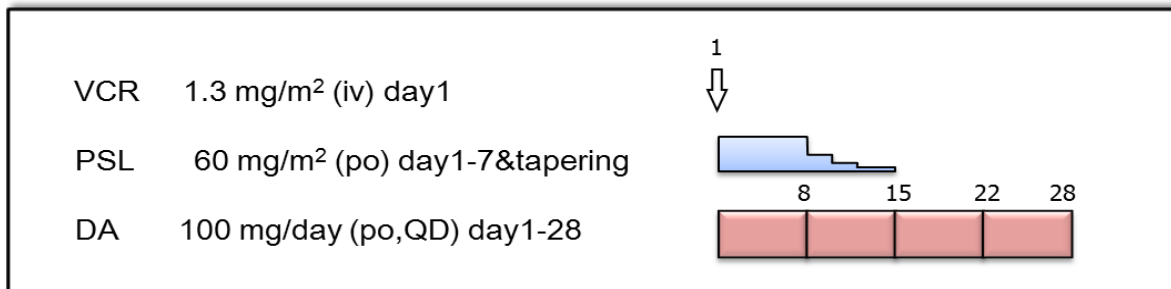 1
VCR 1.3 mg/m² (iv) day1
PSL 60 mg/m² (po) day1-7&tapering
8 15 22 28
DA 100 mg/day (po,QD) day1-28